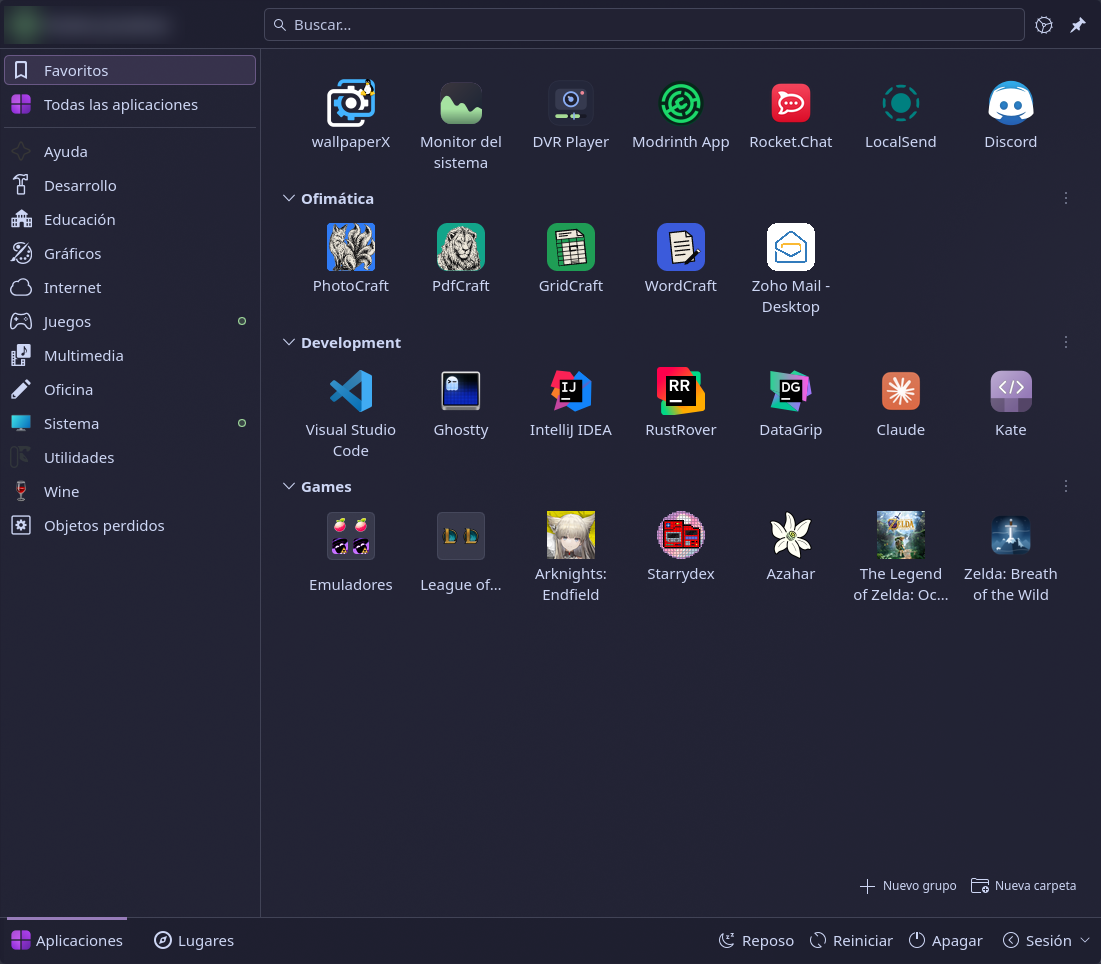 Buscar...
Favoritos
Todas las aplicaciones
Ayuda
Desarrollo
Educación
Gráficos
Internet
Juegos
Multimedia
Oficina
Sistema
Utilidades
Wine
Objetos perdidos
wallpaperX
Monitor del
sistema
DVR Player
Modrinth App
Rocket.Chat
LocalSend
Discord
Ofimática
PhotoCraft
PdfCraft
GridCraft
WordCraft
Zoho Mail -
Desktop
Development
Visual Studio
Code
Ghostty
IJ
IntelliJ IDEA
RR
RustRover
DG
DataGrip
Claude
</>
Kate
Games
Emuladores
League of...
Arknights:
Endfield
Starrydex
Azahar
ZELDA
The Legend
of Zelda: Oc...
Zelda: Breath
of the Wild
Nuevo grupo
Nueva carpeta
Aplicaciones
Lugares
Reposo
Reiniciar
Apagar
Sesión